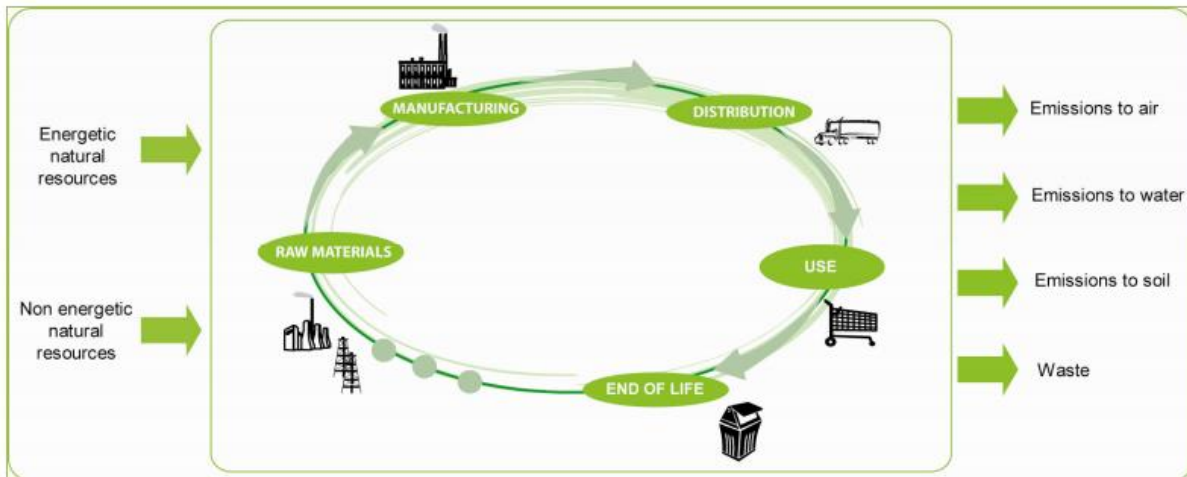 Energetic
natural
resources
Non energetic
natural
resources
MANUFACTURING
DISTRIBUTION
RAW MATERIALS
USE
END OF LIFE
Emissions to air
Emissions to water
Emissions to soil
Waste